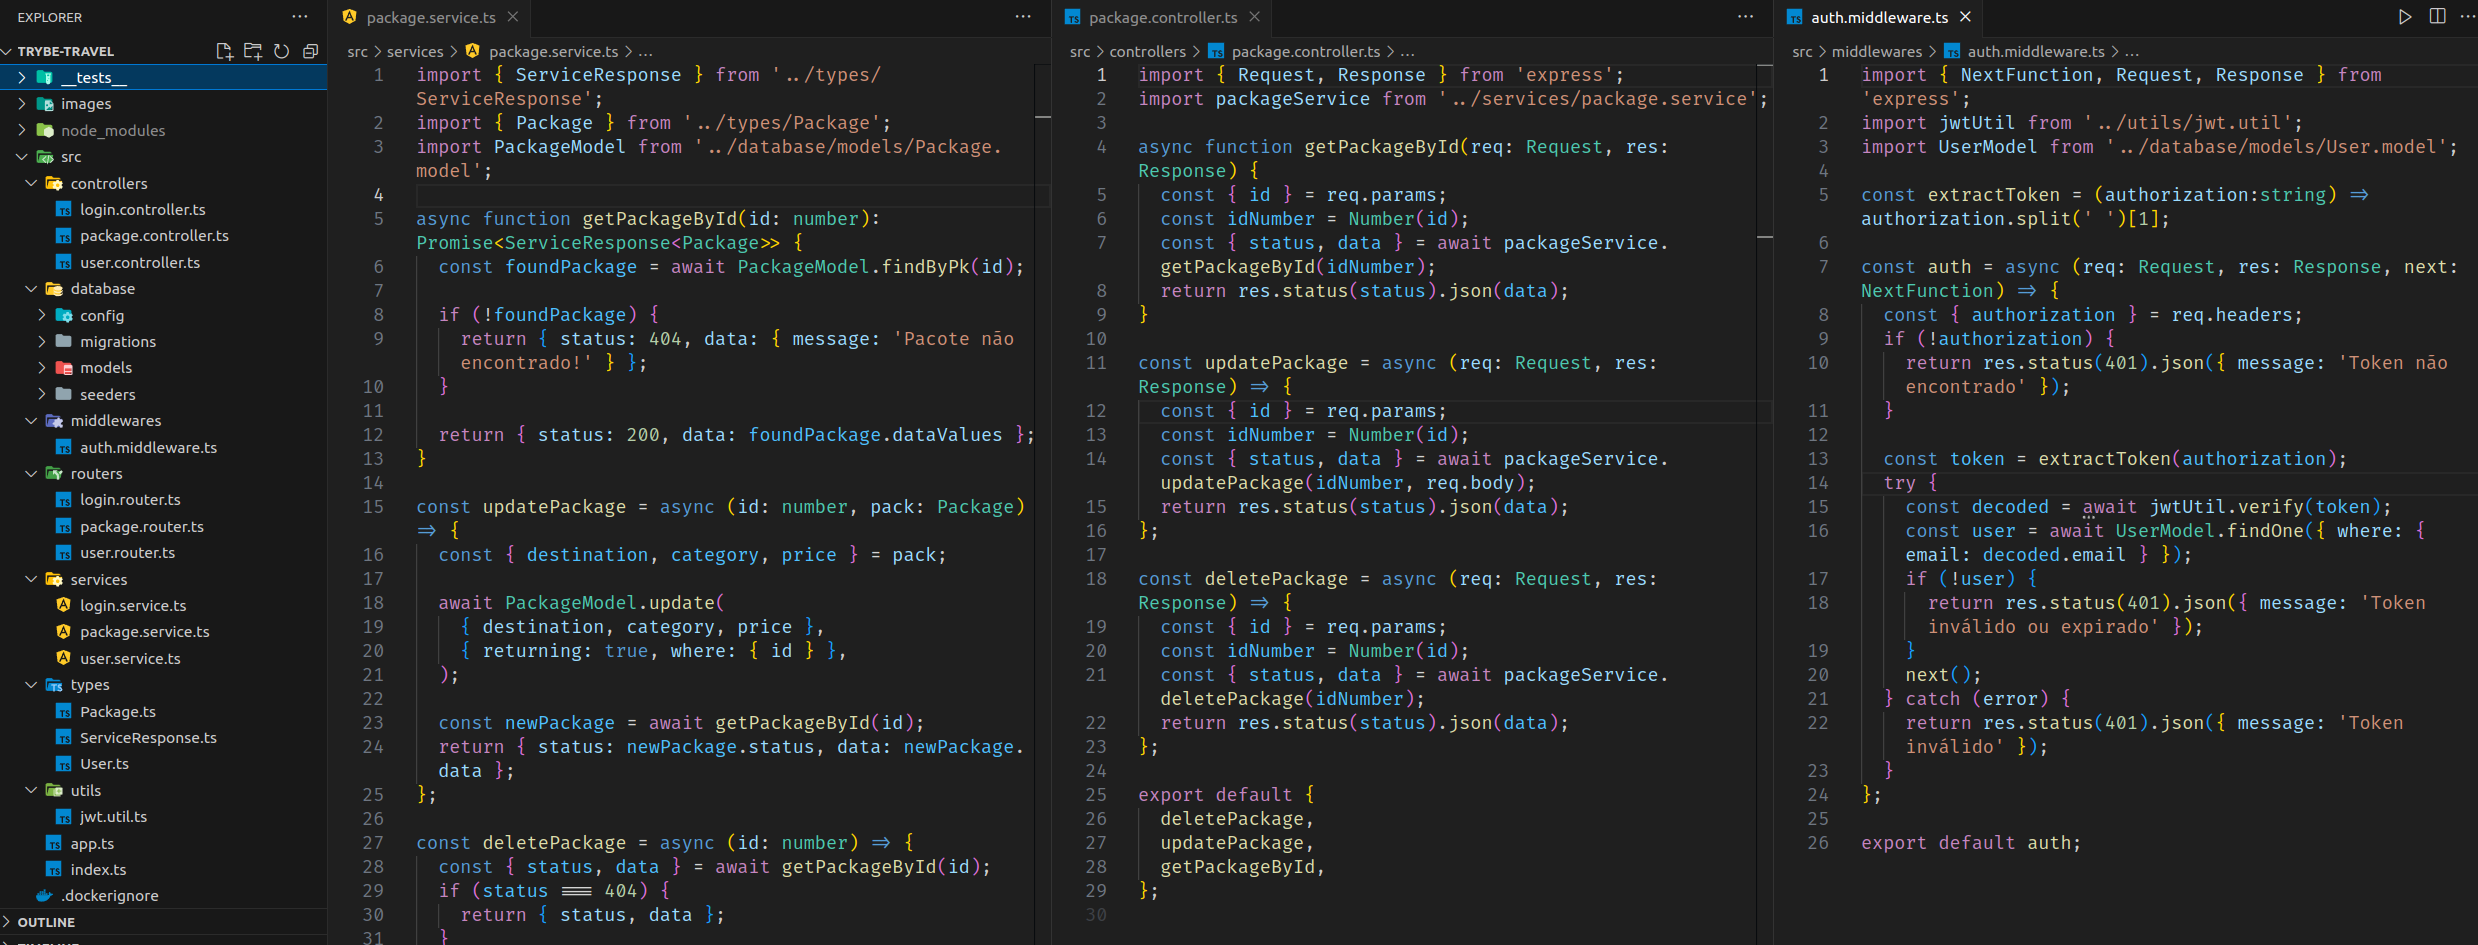 EXPLORER
TRYBE-TRAVEL
__tests__
images
node_modules
src
controllers
login.controller.ts
package.controller.ts
user.controller.ts
database
config
migrations
models
seeders
middlewares
auth.middleware.ts
routers
login.router.ts
package.router.ts
user.router.ts
services
login.service.ts
package.service.ts
user.service.ts
types
Package.ts
ServiceResponse.ts
User.ts
utils
jwt.util.ts
app.ts
index.ts
.dockerignore
OUTLINE
package.service.ts
src > services > package.service.ts > ...
1 import { ServiceResponse } from '../types/
ServiceResponse';
2 import { Package } from '../types/Package';
3 import PackageModel from '../database/models/Package.
model';
4
5 async function getPackageById(id: number):
Promise<ServiceResponse<Package>> {
6 const foundPackage = await PackageModel.findByPk(id);
7
8 if (!foundPackage) {
9 return { status: 404, data: { message: 'Pacote não
encontrado!' } };
10 }
11
12 return { status: 200, data: foundPackage.dataValues };
13 }
14
15 const updatePackage = async (id: number, pack: Package)
=> {
16 const { destination, category, price } = pack;
17
18 await PackageModel.update(
19 { destination, category, price },
20 { returning: true, where: { id } },
21 );
22
23 const newPackage = await getPackageById(id);
24 return { status: newPackage.status, data: newPackage.
data };
25 };
26
27 const deletePackage = async (id: number) => {
28 const { status, data } = await getPackageById(id);
29 if (status === 404) {
30 return { status, data };
31 }
package.controller.ts
src > controllers > package.controller.ts > ...
1 import { Request, Response } from 'express';
2 import packageService from '../services/package.service';
3
4 async function getPackageById(req: Request, res:
Response) {
5 const { id } = req.params;
6 const idNumber = Number(id);
7 const { status, data } = await packageService.
getPackageById(idNumber);
8 return res.status(status).json(data);
9 }
10
11 const updatePackage = async (req: Request, res:
Response) => {
12 const { id } = req.params;
13 const idNumber = Number(id);
14 const { status, data } = await packageService.
updatePackage(idNumber, req.body);
15 return res.status(status).json(data);
16 };
17
18 const deletePackage = async (req: Request, res:
Response) => {
19 const { id } = req.params;
20 const idNumber = Number(id);
21 const { status, data } = await packageService.
deletePackage(idNumber);
22 return res.status(status).json(data);
23 };
24
25 export default {
26 deletePackage,
27 updatePackage,
28 getPackageById,
29 };
30
auth.middleware.ts
src > middlewares > auth.middleware.ts > ...
1 import { NextFunction, Request, Response } from
'express';
2 import jwtUtil from '../utils/jwt.util';
3 import UserModel from '../database/models/User.model';
4
5 const extractToken = (authorization:string) =>
authorization.split(' ')[1];
6
7 const auth = async (req: Request, res: Response, next:
NextFunction) => {
8 const { authorization } = req.headers;
9 if (!authorization) {
10 return res.status(401).json({ message: 'Token não
encontrado' });
11 }
12
13 const token = extractToken(authorization);
14 try {
15 const decoded = await jwtUtil.verify(token);
16 const user = await UserModel.findOne({ where: {
email: decoded.email } });
17 if (!user) {
18 return res.status(401).json({ message: 'Token
inválido ou expirado' });
19 }
20 next();
21 } catch (error) {
22 return res.status(401).json({ message: 'Token
inválido' });
23 }
24 };
25
26 export default auth;